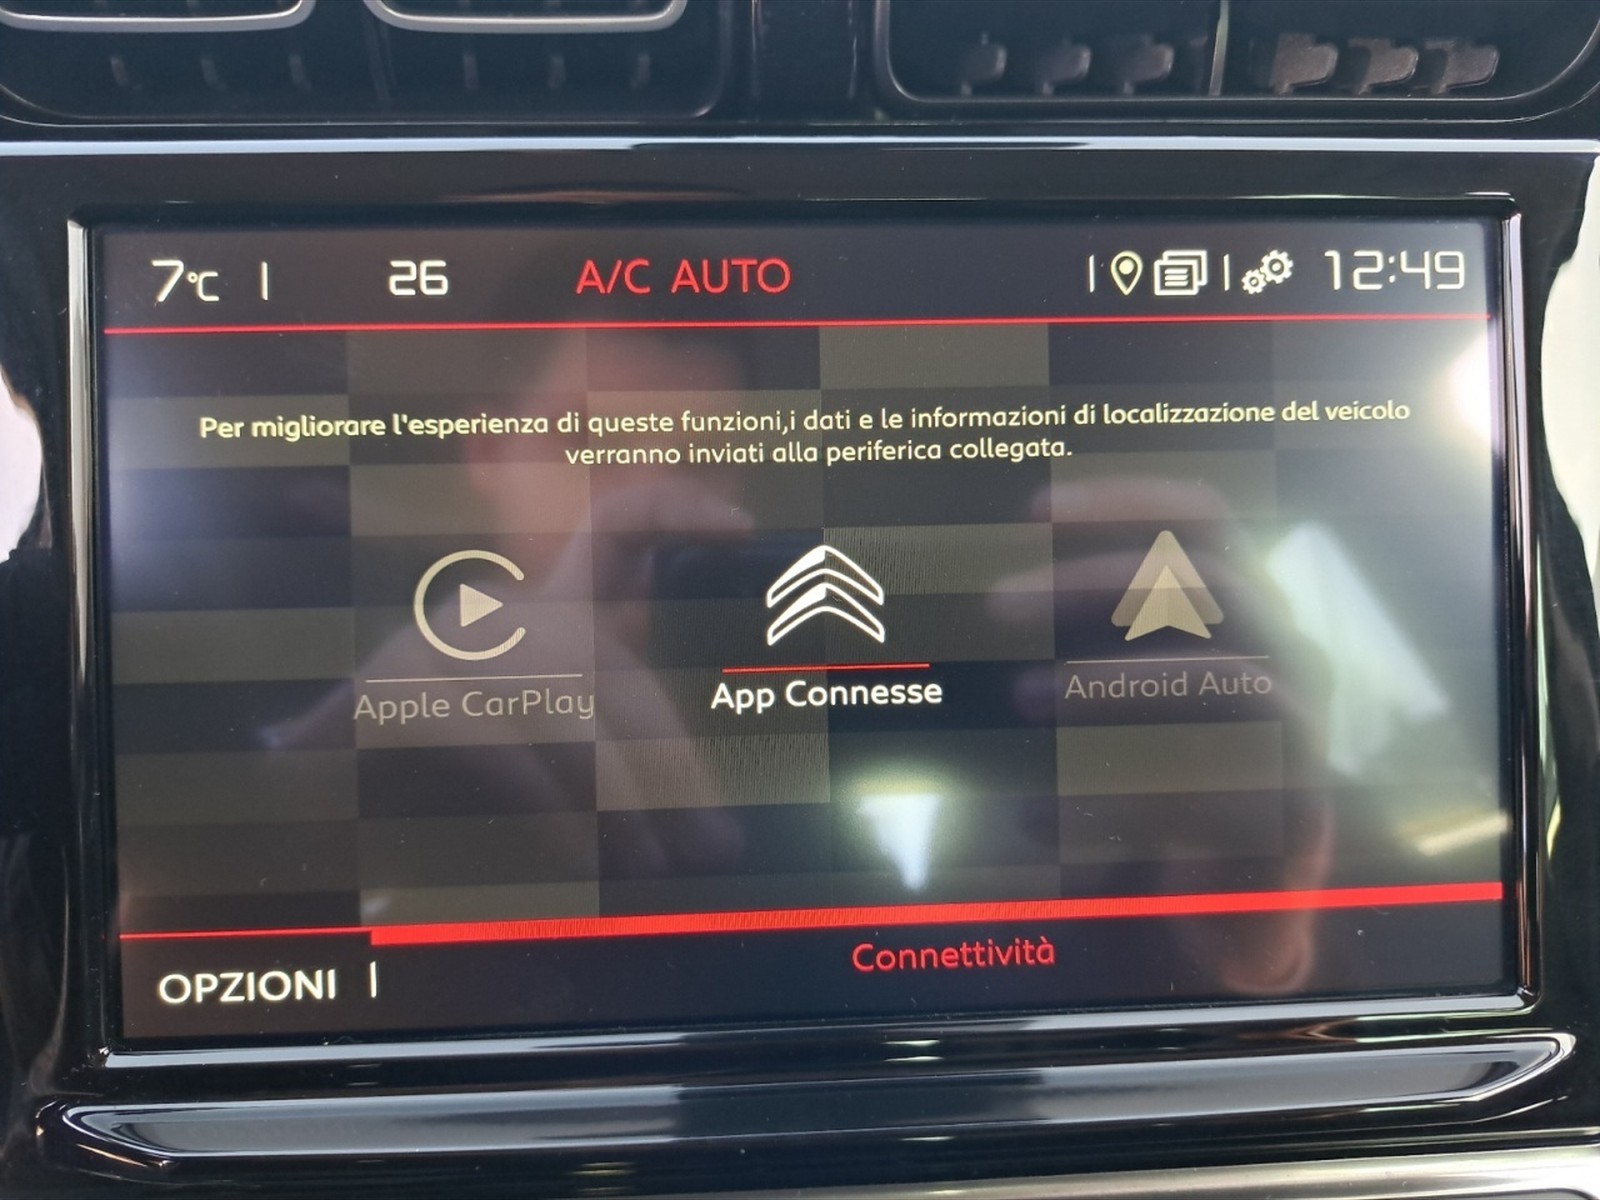 7°C | 26 A/C AUTO 12:49
Per migliorare l'esperienza di queste funzioni,i dati e le informazioni di localizzazione del veicolo
verranno inviati alla periferica collegata.
Apple CarPlay App Connesse Android Auto
Connettività
OPZIONI